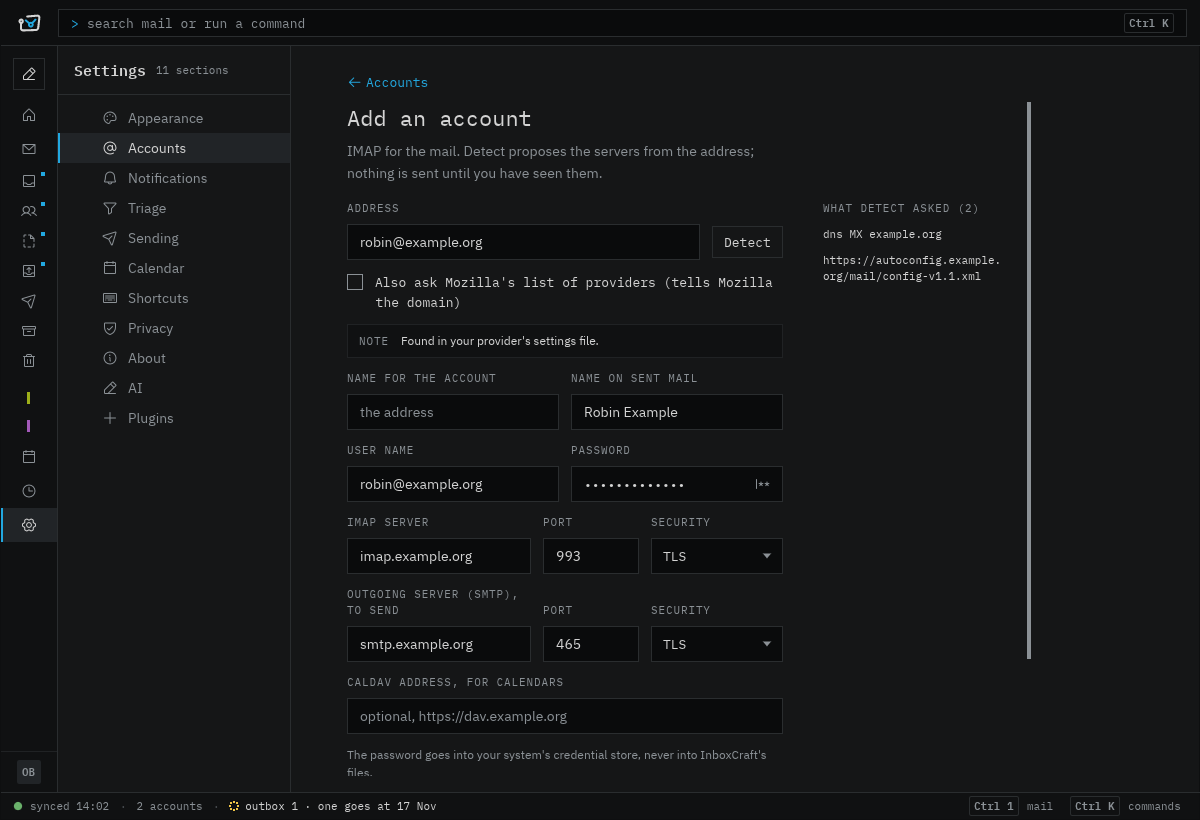 > search mail or run a command
Ctrl K
Settings 11 sections
Appearance
Accounts
Notifications
Triage
Sending
Calendar
Shortcuts
Privacy
About
AI
Plugins
← Accounts
Add an account
IMAP for the mail. Detect proposes the servers from the address;
nothing is sent until you have seen them.
ADDRESS
robin@example.org
Detect
Also ask Mozilla's list of providers (tells Mozilla
the domain)
NOTE Found in your provider's settings file.
NAME FOR THE ACCOUNT
NAME ON SENT MAIL
the address
Robin Example
USER NAME
PASSWORD
robin@example.org
•••••••••••••
|**
IMAP SERVER
PORT
SECURITY
imap.example.org
993
TLS
OUTGOING SERVER (SMTP),
TO SEND
PORT
SECURITY
smtp.example.org
465
TLS
CALDAV ADDRESS, FOR CALENDARS
optional, https://dav.example.org
The password goes into your system's credential store, never into InboxCraft's
files.
WHAT DETECT ASKED (2)
dns MX example.org
https://autoconfig.example.
org/mail/config-v1.1.xml
OB
synced 14:02 · 2 accounts · outbox 1 · one goes at 17 Nov
Ctrl 1 mail
Ctrl K commands